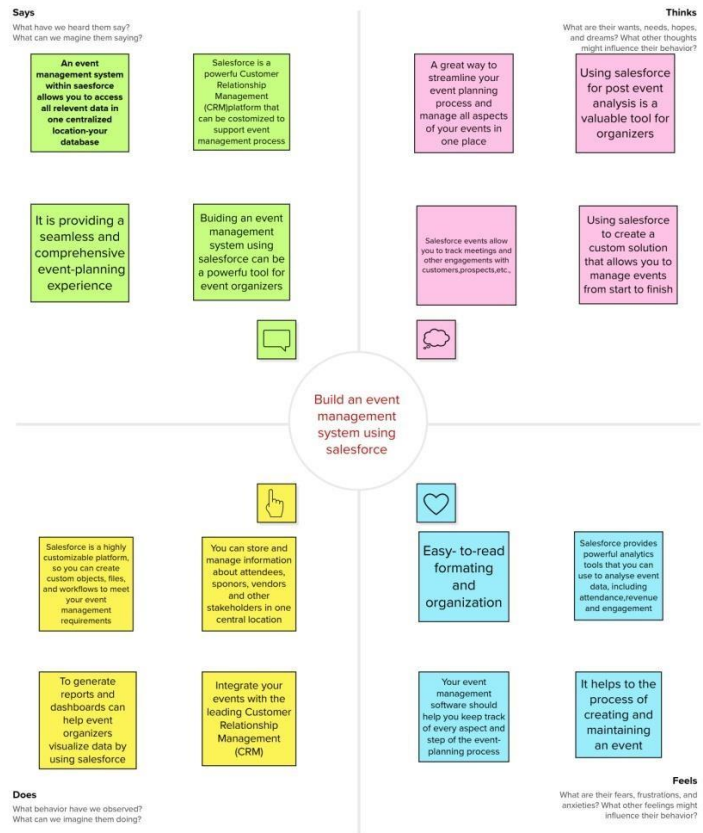 Says
What have we heard them say?
What can we magine them saying?
An event
management system
within saesforce
allows you to access
all relevent data in
one centralized
location-your
database
Salesforce is a
powerfu Customer
Relationship
Management
(CRM)platform that
can be costomized to
support event
management process
It is providing a
seamless and
comprehensive
event-planning
experience
Buiding an event
management
system using
salesforce can be
a powerfu tool for
event organizers
Thinks
What are their wants, needs, hopes,
and dreams? What other thoughts
might influence their behavior?
A great way to
streamline your
event planning
process and
manage all aspects
of your events in
one place
Using salesforce
for post event
analysis is a
valuable tool for
organizers
Salesforce events allow
you to track meetings and
other engagements with
customers,prospects,etc.,
Using salesforce
to create a
custom solution
that allows you to
manage events
from start to finish
Build an event
management
system using
salesforce
Salesforce is a highly
customizable platform,
so you can create
custom objects, files,
and workflows to meet
your event
management
requirements
You can store and
manage information
about attendees,
sponors, vendors
and other
stakeholders in one
central location
To generate
reports and
dashboards can
help event
organizers
visualize data by
using salesforce
Integrate your
events with the
leading Customer
Relationship
Management
(CRM)
Does
What behavior have we observed?
What can we imagine them doing?
Easy- to-read
formating
and
organization
Salesforce provides
powerful analytics
tools that you can
use to analyse event
data, including
attendance,revenue
and engagement
Your event
management
software should
help you keep track
of every aspect and
step of the event-
planning process
It helps to the
process of
creating and
maintaining
an event
Feels
What are their fears, frustrations, and
anxieties? What other feelings might
influence their behavior?